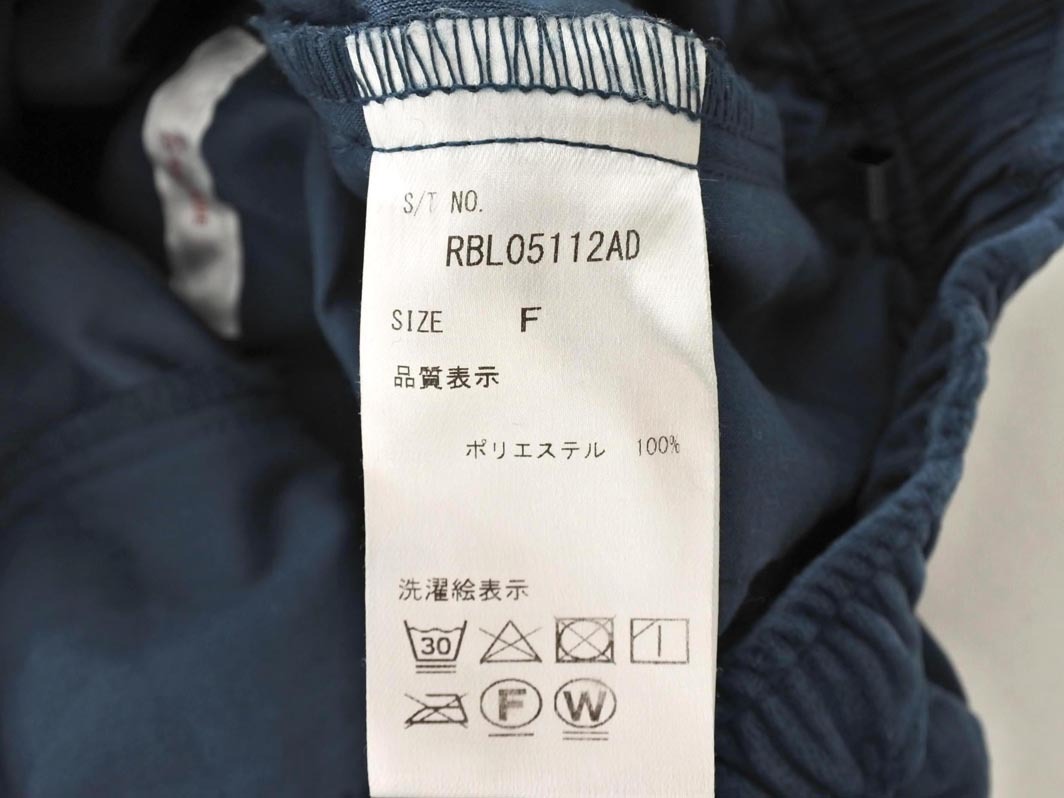 S/T NO.
RBL05112AD
SIZE F
品質表示
ポリエステル 100%
洗濯絵表示
30
F W